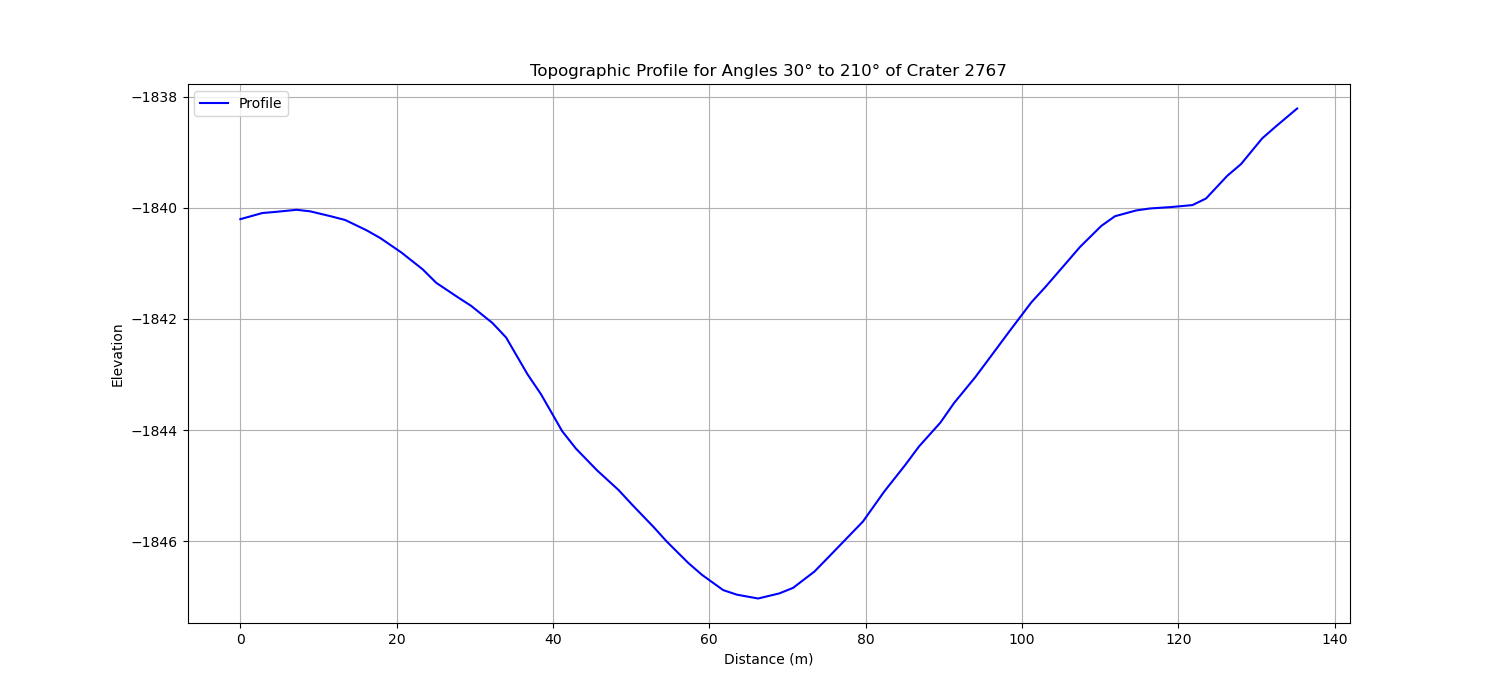 Topographic Profile for Angles 30° to 210° of Crater 2767
Profile
−1838
−1840
−1842
−1844
−1846
Elevation
0 20 40 60 80 100 120 140
Distance (m)